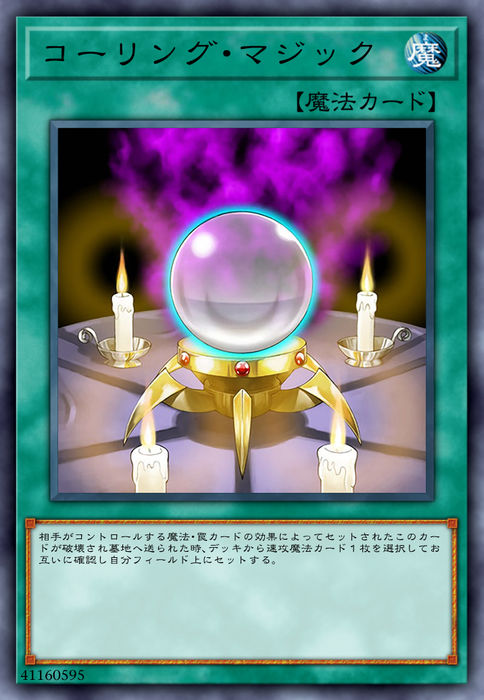 コーリング・マジック
魔
【魔法カード】
相手がコントロールする魔法・罠カードの効果によってセットされたこのカー
ドが破壊され墓地へ送られた時、デッキから速攻魔法カード1枚を選択してお
互いに確認し自分フィールド上にセットする。
41160595